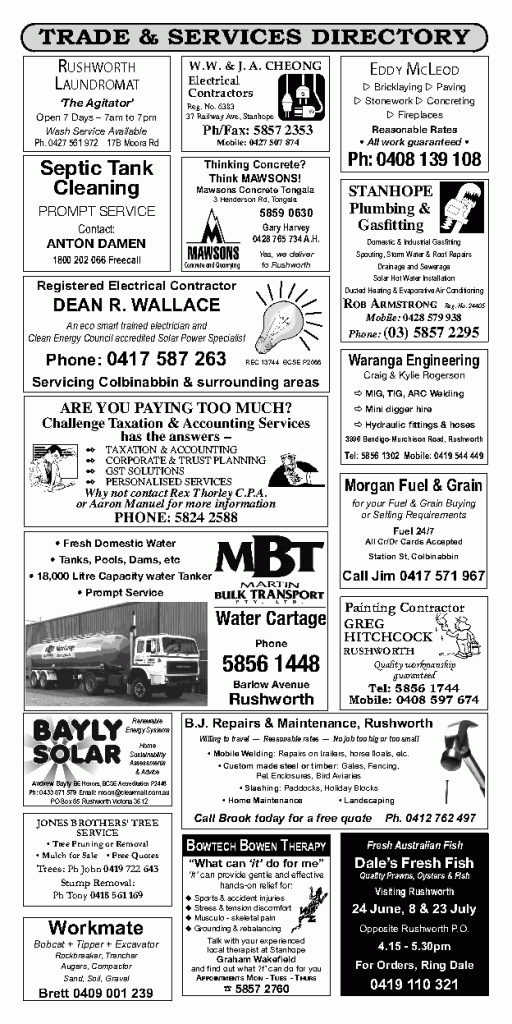 TRADE & SERVICES DIRECTORY
RUSHWORTH
LAUNDROMAT
'The Agitator'
Open 7 Days – 7am to 7pm
Wash Service Available
Ph. 0427 561 972 17B Moora Rd
W.W. & J. A. CHEONG
Electrical
Contractors
Reg. No. 6383
37 Railway Ave, Stanhope
Ph/Fax: 5857 2353
Mobile: 0427 507 874
EDDY MCLEOD
▷ Bricklaying ▷ Paving
▷ Stonework ▷ Concreting
▷ Fireplaces
Reasonable Rates
• All work guaranteed •
Ph: 0408 139 108
Septic Tank
Cleaning
PROMPT SERVICE
Contact:
ANTON DAMEN
1800 202 066 Freecall
Thinking Concrete?
Think MAWSONS!
Mawsons Concrete Tongala
3 Henderson Rd, Tongala
5859 0630
Gary Harvey
0428 765 734 A.H.
MAWSONS
Concrete and Quarrying
Yes, we deliver
to Rushworth
STANHOPE
Plumbing &
Gasfitting
Domestic & Industrial Gasfitting
Spouting, Storm Water & Roof Repairs
Drainage and Sewerage
Solar Hot Water Installation
Ducted Heating & Evaporative Air Conditioning
ROB ARMSTRONG Reg. No. 24405
Mobile: 0428 579 938
Phone: (03) 5857 2295
Registered Electrical Contractor
DEAN R. WALLACE
An eco smart trained electrician and
Clean Energy Council accredited Solar Power Specialist
Phone: 0417 587 263 REC 13744 BCSE P2066
Servicing Colbinabbin & surrounding areas
Waranga Engineering
Craig & Kylie Rogerson
⇨ MIG, TIG, ARC Welding
⇨ Mini digger hire
⇨ Hydraulic fittings & hoses
3996 Bendigo-Murchison Road, Rushworth
Tel: 5856 1302 Mobile: 0419 544 449
ARE YOU PAYING TOO MUCH?
Challenge Taxation & Accounting Services
has the answers –
TAXATION & ACCOUNTING
CORPORATE & TRUST PLANNING
GST SOLUTIONS
PERSONALISED SERVICES
Why not contact Rex Thorley C.P.A.
or Aaron Manuel for more information
PHONE: 5824 2588
Morgan Fuel & Grain
for your Fuel & Grain Buying
or Selling Requirements
Fuel 24/7
All Cr/Dr Cards Accepted
Station St, Colbinabbin
Call Jim 0417 571 967
• Fresh Domestic Water
• Tanks, Pools, Dams, etc
• 18,000 Litre Capacity water Tanker
• Prompt Service
MBT
MARTIN
BULK TRANSPORT
PTY. LTD.
Water Cartage
Phone
5856 1448
Barlow Avenue
Rushworth
Painting Contractor
GREG
HITCHCOCK
RUSHWORTH
Quality workmanship
guaranteed
Tel: 5856 1744
Mobile: 0408 597 674
BAYLY
SOLAR
Renewable
Energy Systems
Home
Sustainability
Assessments
& Advice
Andrew Bayly BE Honors, BCSE Accreditation P2446
Ph: 0433 671 579 Email: moon@cleanmail.com.au
PO Box 65 Rushworth Victoria 3612
B.J. Repairs & Maintenance, Rushworth
Willing to travel — Reasonable rates — No job too big or too small
• Mobile Welding: Repairs on trailers, horse floats, etc.
• Custom made steel or timber: Gates, Fencing,
Pet Enclosures, Bird Aviaries
• Slashing: Paddocks, Holiday Blocks
• Home Maintenance • Landscaping
Call Brook today for a free quote Ph. 0412 762 497
JONES BROTHERS' TREE
SERVICE
• Tree Pruning or Removal
• Mulch for Sale • Free Quotes
Trees: Ph John 0419 722 643
Stump Removal:
Ph Tony 0418 561 169
BOWTECH BOWEN THERAPY
"What can 'it' do for me"
'it' can provide gentle and effective
hands-on relief for:
◆ Sports & accident injuries
◆ Stress & tension discomfort
◆ Musculo - skeletal pain
◆ Grounding & rebalancing
Talk with your experienced
local therapist at Stanhope
Graham Wakefield
and find out what 'it' can do for you
APPOINTMENTS MON - TUES - THURS
☎ 5857 2760
Fresh Australian Fish
Dale's Fresh Fish
Quality Prawns, Oysters & Fish
Visiting Rushworth
24 June, 8 & 23 July
Opposite Rushworth P.O.
4.15 - 5.30pm
For Orders, Ring Dale
0419 110 321
Workmate
Bobcat + Tipper + Excavator
Rockbreaker, Trencher
Augers, Compactor
Sand, Soil, Gravel
Brett 0409 001 239